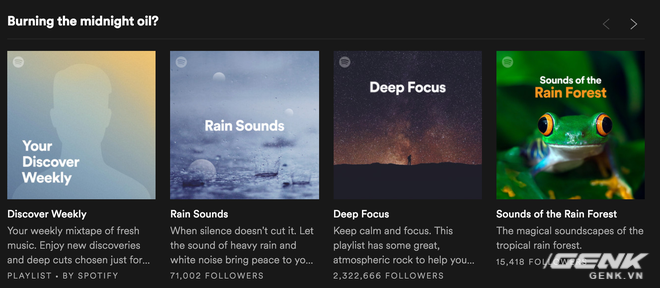 Burning the midnight oil?
Your
Discover
Weekly
Rain Sounds
Deep Focus
Sounds of the
Rain Forest
Discover Weekly
Your weekly mixtape of fresh
music. Enjoy new discoveries
and deep cuts chosen just for...
PLAYLIST • BY SPOTIFY
Rain Sounds
When silence doesn't cut it. Let
the sound of heavy rain and
white noise bring peace to yo...
71,002 FOLLOWERS
Deep Focus
Keep calm and focus. This
playlist has some great,
atmospheric rock to help you...
2,322,666 FOLLOWERS
Sounds of the Rain Forest
The magical soundscapes of the
tropical rain forest.
15,418 FOLLOWERS
GENK
GENK.VN